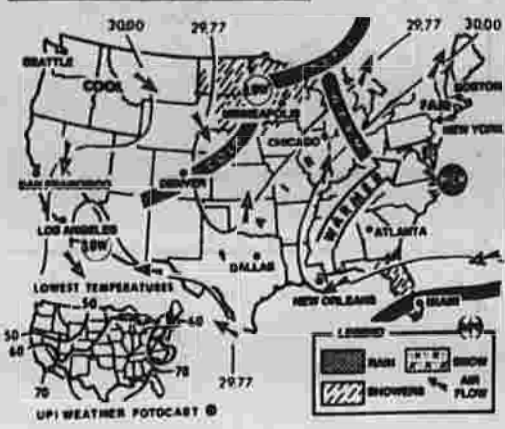 30.00 29.77 29.77 30.00
SEATTLE
COOL
LOW
MINNEAPOLIS
BOSTON
FAIR
NEW YORK
CHICAGO
SAN FRANCISCO
DENVER
WARMER
LOS ANGELES
LOW
ATLANTA
DALLAS
LOWEST TEMPERATURES
NEW ORLEANS
MIAMI
50
60
50
60
70
70
29.77
LEGEND
RAIN
SNOW
SHOWERS
AIR FLOW
UPI WEATHER FOTOCAST ®